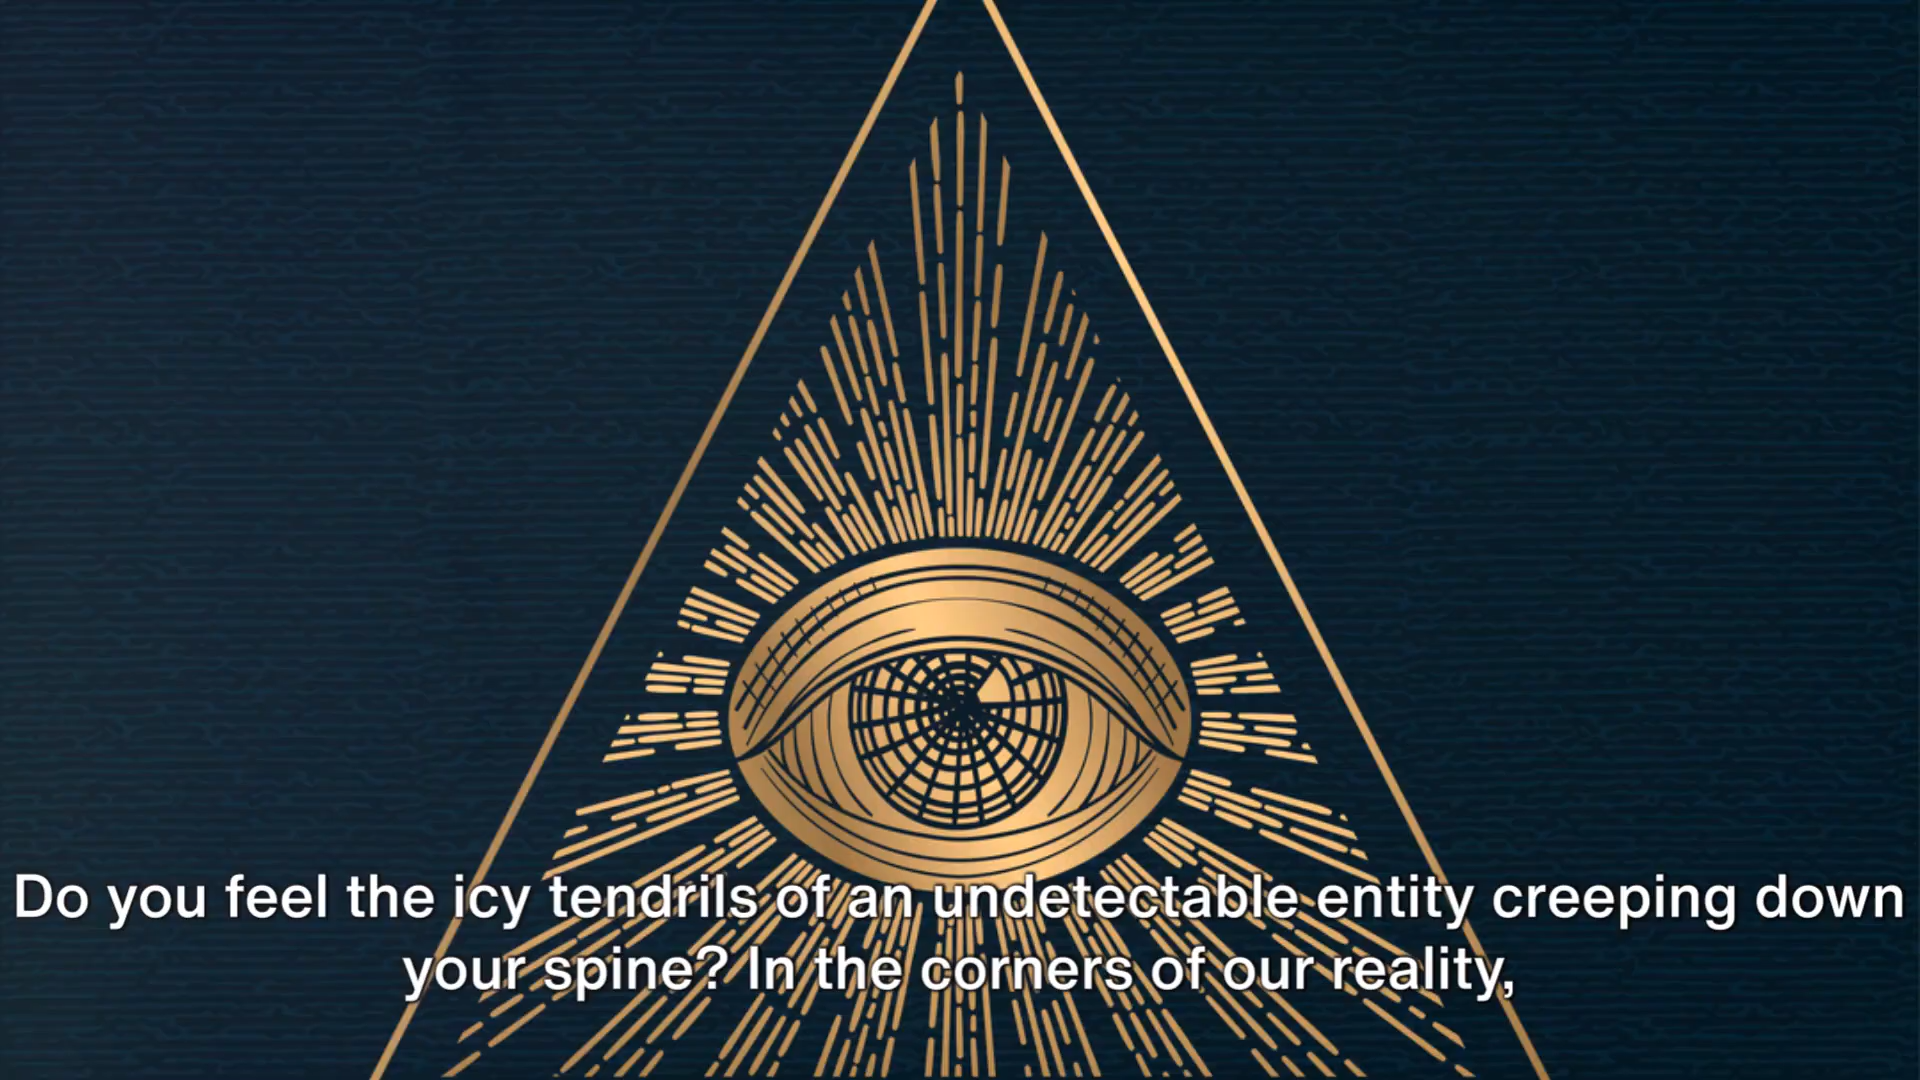 Do you feel the icy tendrils of an undetectable entity creeping down
your spine? In the corners of our reality,